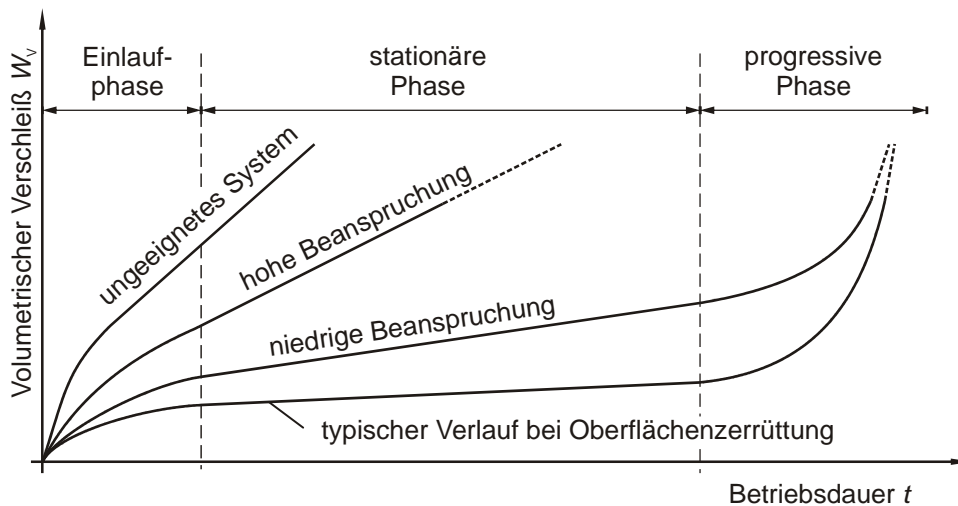 Einlauf-
phase
stationäre
Phase
progressive
Phase
Volumetrischer Verschleiß Wv
ungeeignetes System
hohe Beanspruchung
niedrige Beanspruchung
typischer Verlauf bei Oberflächenzerrüttung
Betriebsdauer t